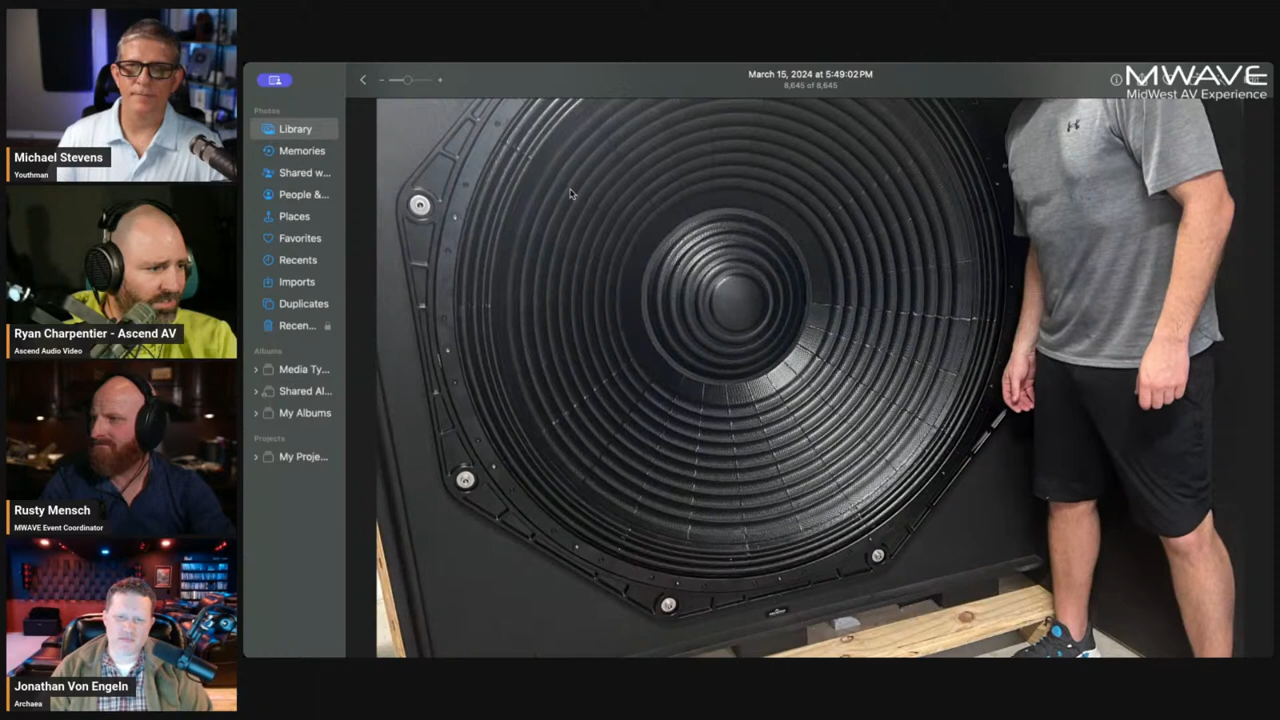 Michael Stevens
Youthman
Ryan Charpentier - Ascend AV
Ascend Audio Video
Rusty Mensch
MWAVE Event Coordinator
Jonathan Von Engeln
Archaea
Photos
Library
Memories
Shared w...
People &...
Places
Favorites
Recents
Imports
Duplicates
Recen...
Albums
Media Ty...
Shared Al...
My Albums
Projects
My Proje...
March 15, 2024 at 5:49:02 PM
8,645 of 8,645
MWAVE
MidWest AV Experience